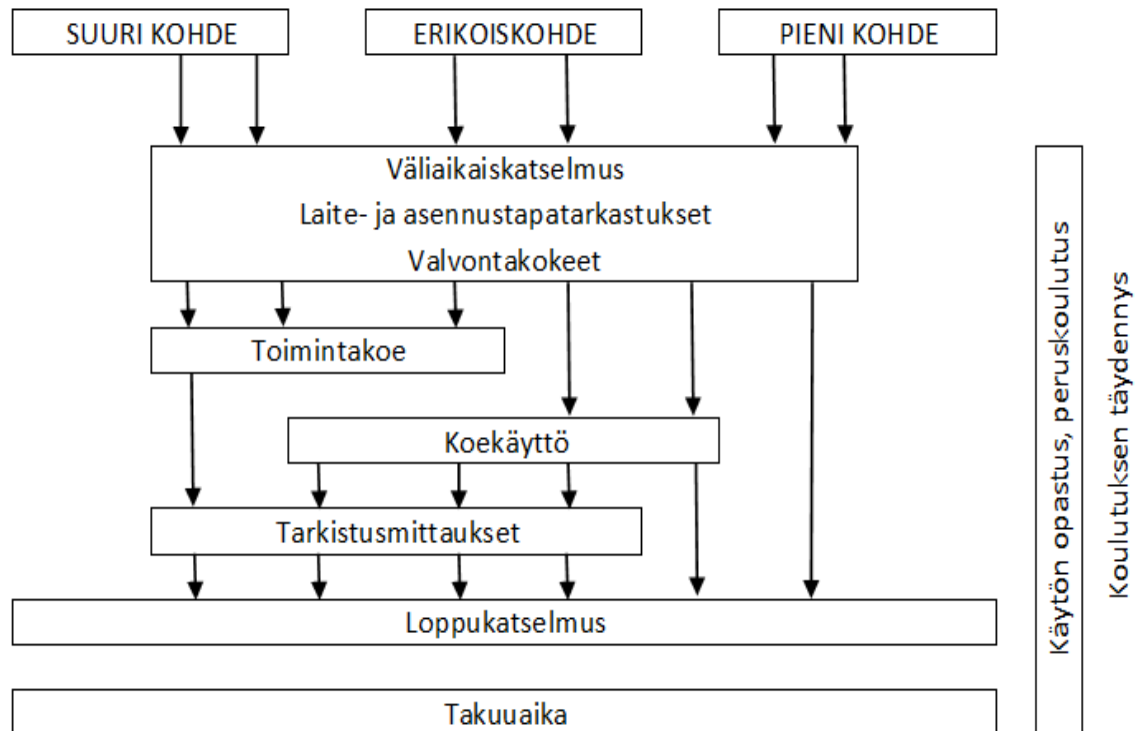 SUURI KOHDE
ERIKOISKOHDE
PIENI KOHDE
Väliaikaiskatselmus
Laite- ja asennustapatarkastukset
Valvontakokeet
Toimintakoe
Koekäyttö
Tarkistusmittaukset
Loppukatselmus
Takuuaika
Käytön opastus, peruskoulutus
Koulutuksen täydennys